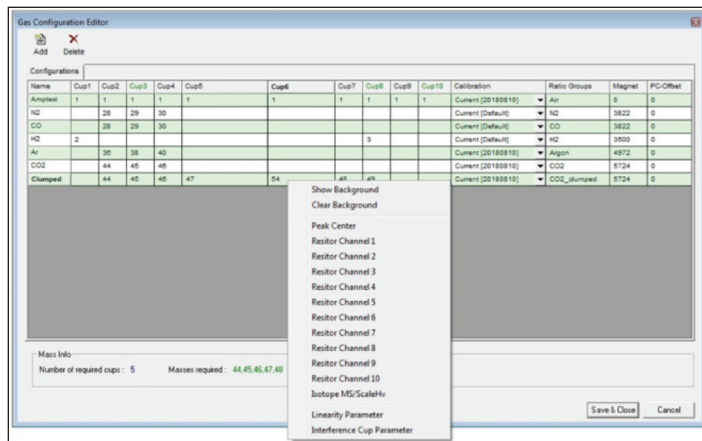 Gas Configuration Editor
Add Delete
Configurations
Name Cup1 Cup2 Cup3 Cup4 Cup5 Cup6 Cup7 Cup8 Cup9 Cup10 Calibration Ratio Groups Magnet PC-Offset
Amptest 1 1 1 1 1 1 1 1 1 1 Current [20180810] Air 0 0
N2 28 29 30 Current [Default] N2 3822 0
CO 28 29 30 Current [Default] CO 3822 0
H2 2 3 Current [Default] H2 3500 0
Ar 36 38 40 Current [20180810] Argon 4972 0
CO2 44 45 46 Current [20180810] CO2 5724 0
Clumped 44 45 46 47 54 48 49 Current [20180810] CO2_clumped 5724 0
Show Background
Clear Background
Peak Center
Resitor Channel 1
Resitor Channel 2
Resitor Channel 3
Resitor Channel 4
Resitor Channel 5
Resitor Channel 6
Resitor Channel 7
Resitor Channel 8
Resitor Channel 9
Resitor Channel 10
Isotope MS/ScaleHv
Linearity Parameter
Interference Cup Parameter
Mass Info
Number of required cups : 5 Masses required : 44,45,46,47,48
Save & Close Cancel